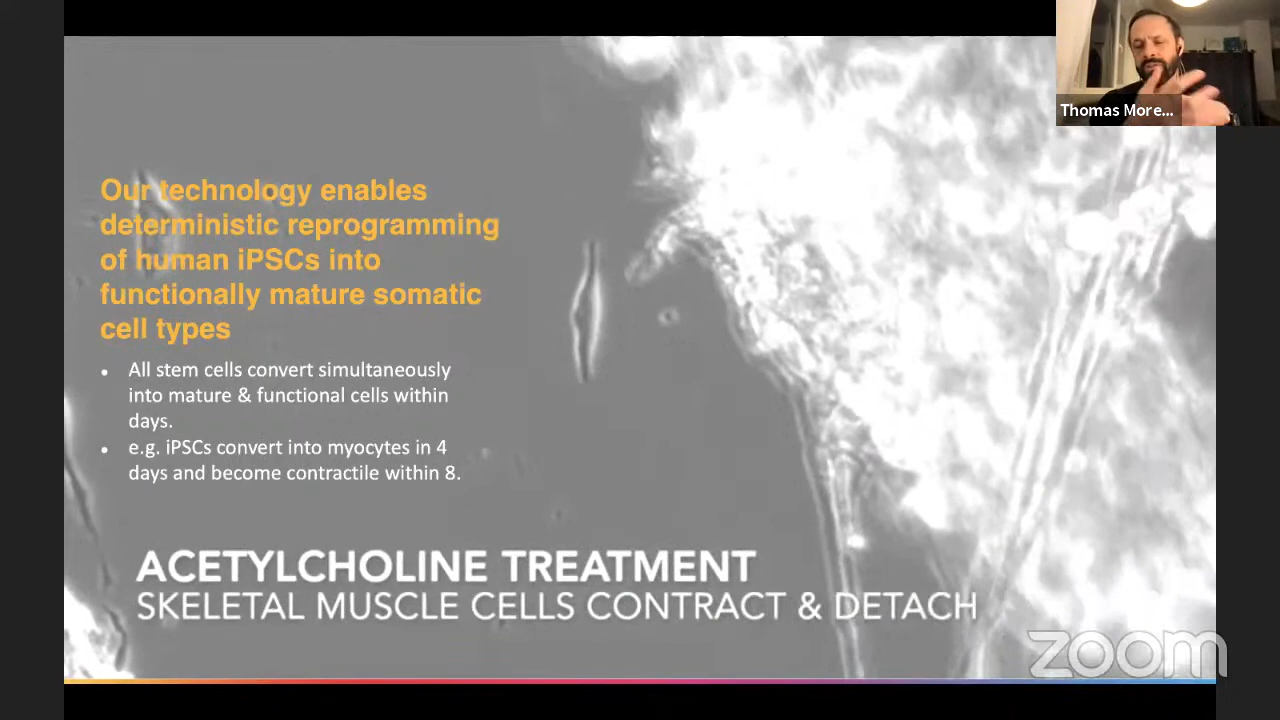 Thomas More...
Our technology enables
deterministic reprogramming
of human iPSCs into
functionally mature somatic
cell types
• All stem cells convert simultaneously
into mature & functional cells within
days.
• e.g. iPSCs convert into myocytes in 4
days and become contractile within 8.
ACETYLCHOLINE TREATMENT
SKELETAL MUSCLE CELLS CONTRACT & DETACH
zoom